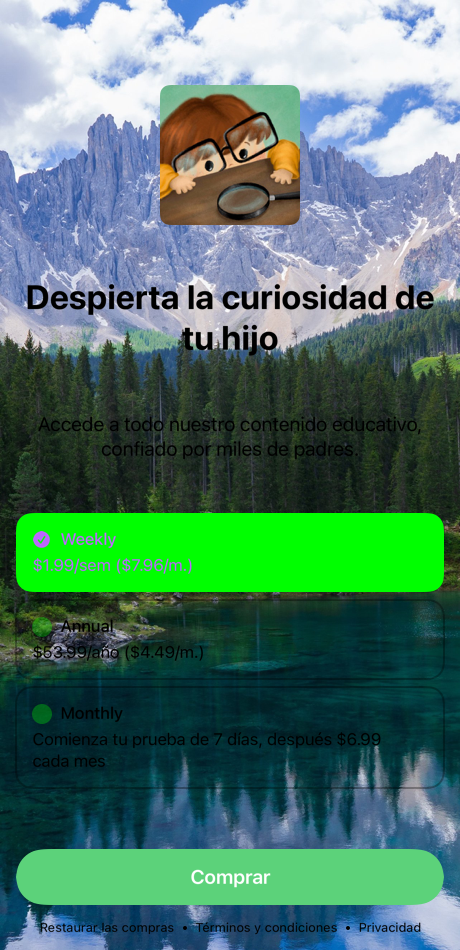 Despierta la curiosidad de
tu hijo
Accede a todo nuestro contenido educativo,
confiado por miles de padres.
Weekly
$1.99/sem ($7.96/m.)
Annual
$53.99/año ($4.49/m.)
Monthly
Comienza tu prueba de 7 días, después $6.99
cada mes
Comprar
Restaurar las compras • Términos y condiciones • Privacidad